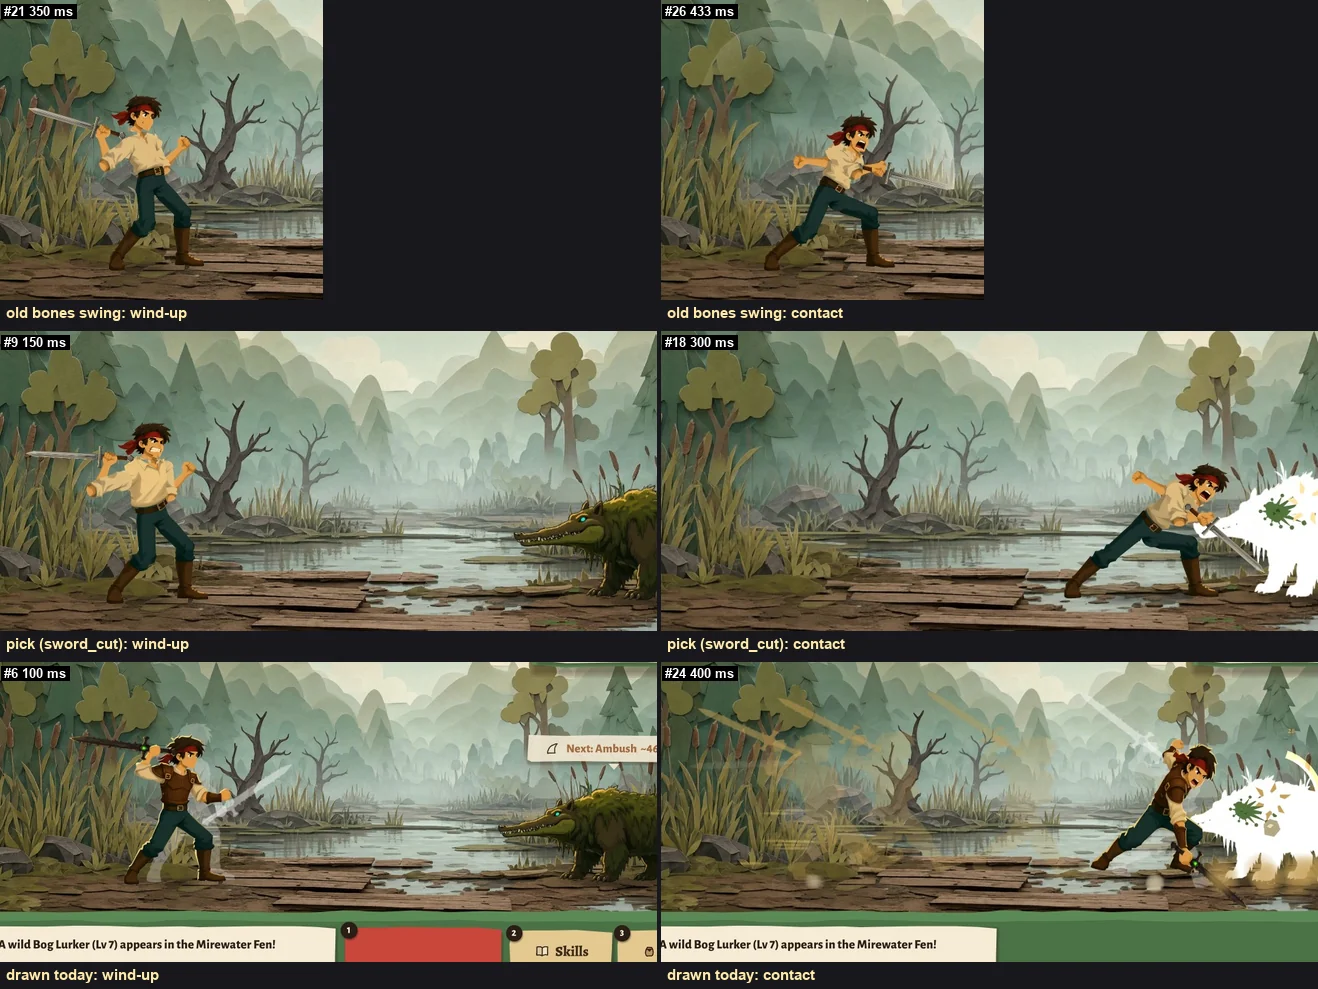 #21 350 ms
#26 433 ms
old bones swing: wind-up
old bones swing: contact
#9 150 ms
#18 300 ms
pick (sword_cut): wind-up
pick (sword_cut): contact
#6 100 ms
#24 400 ms
Next: Ambush ~46
A wild Bog Lurker (Lv 7) appears in the Mirewater Fen!
1
2
Skills
3
A wild Bog Lurker (Lv 7) appears in the Mirewater Fen!
drawn today: wind-up
drawn today: contact